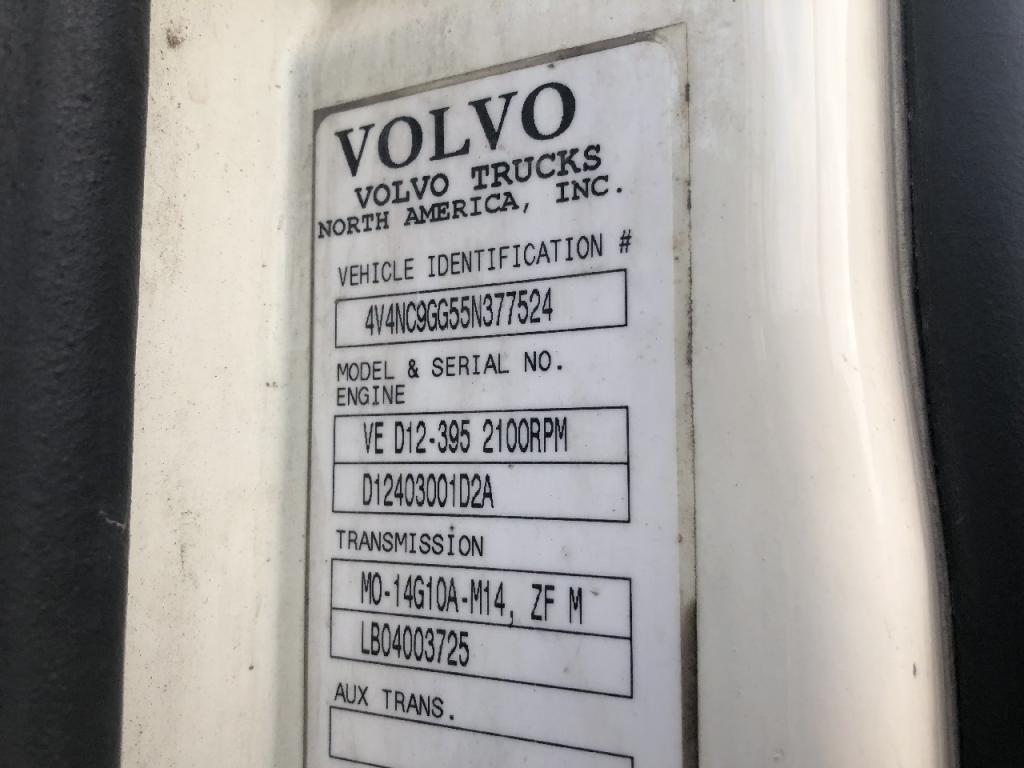 VOLVO
VOLVO TRUCKS
NORTH AMERICA, INC.
VEHICLE IDENTIFICATION #
4V4NC9GG55N377524
MODEL & SERIAL NO.
ENGINE
VE D12-395 2100RPM
D12403001D2A
TRANSMISSION
MO-14G10A-M14, ZF M
LB04003725
AUX TRANS.